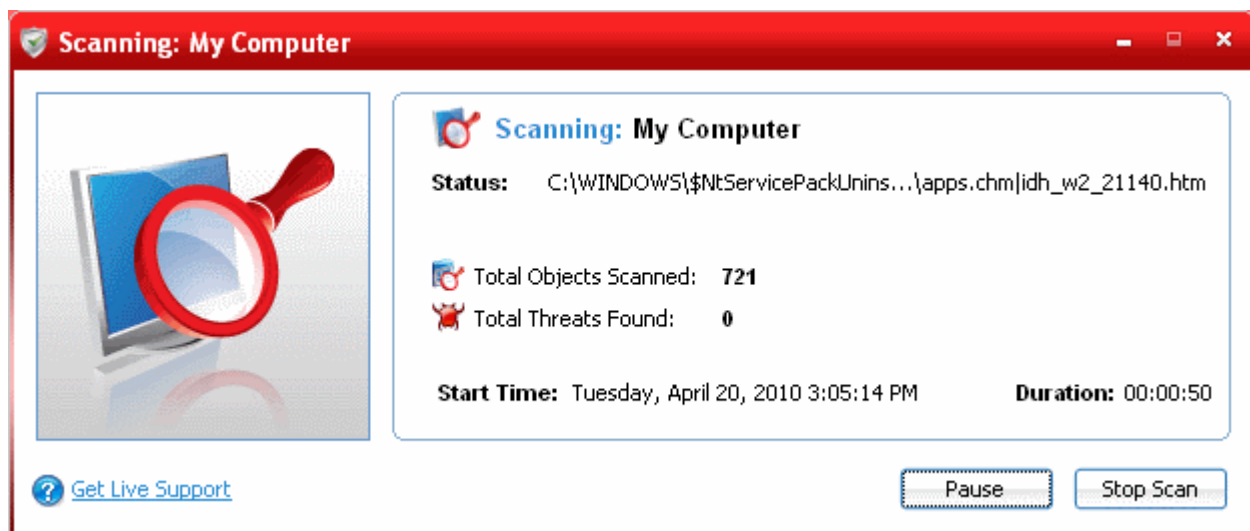 Scanning: My Computer
Scanning: My Computer
Status: C:\WINDOWS\$NtServicePackUnins...\apps.chm|idh_w2_21140.htm
Total Objects Scanned: 721
Total Threats Found: 0
Start Time: Tuesday, April 20, 2010 3:05:14 PM Duration: 00:00:50
Get Live Support Pause Stop Scan